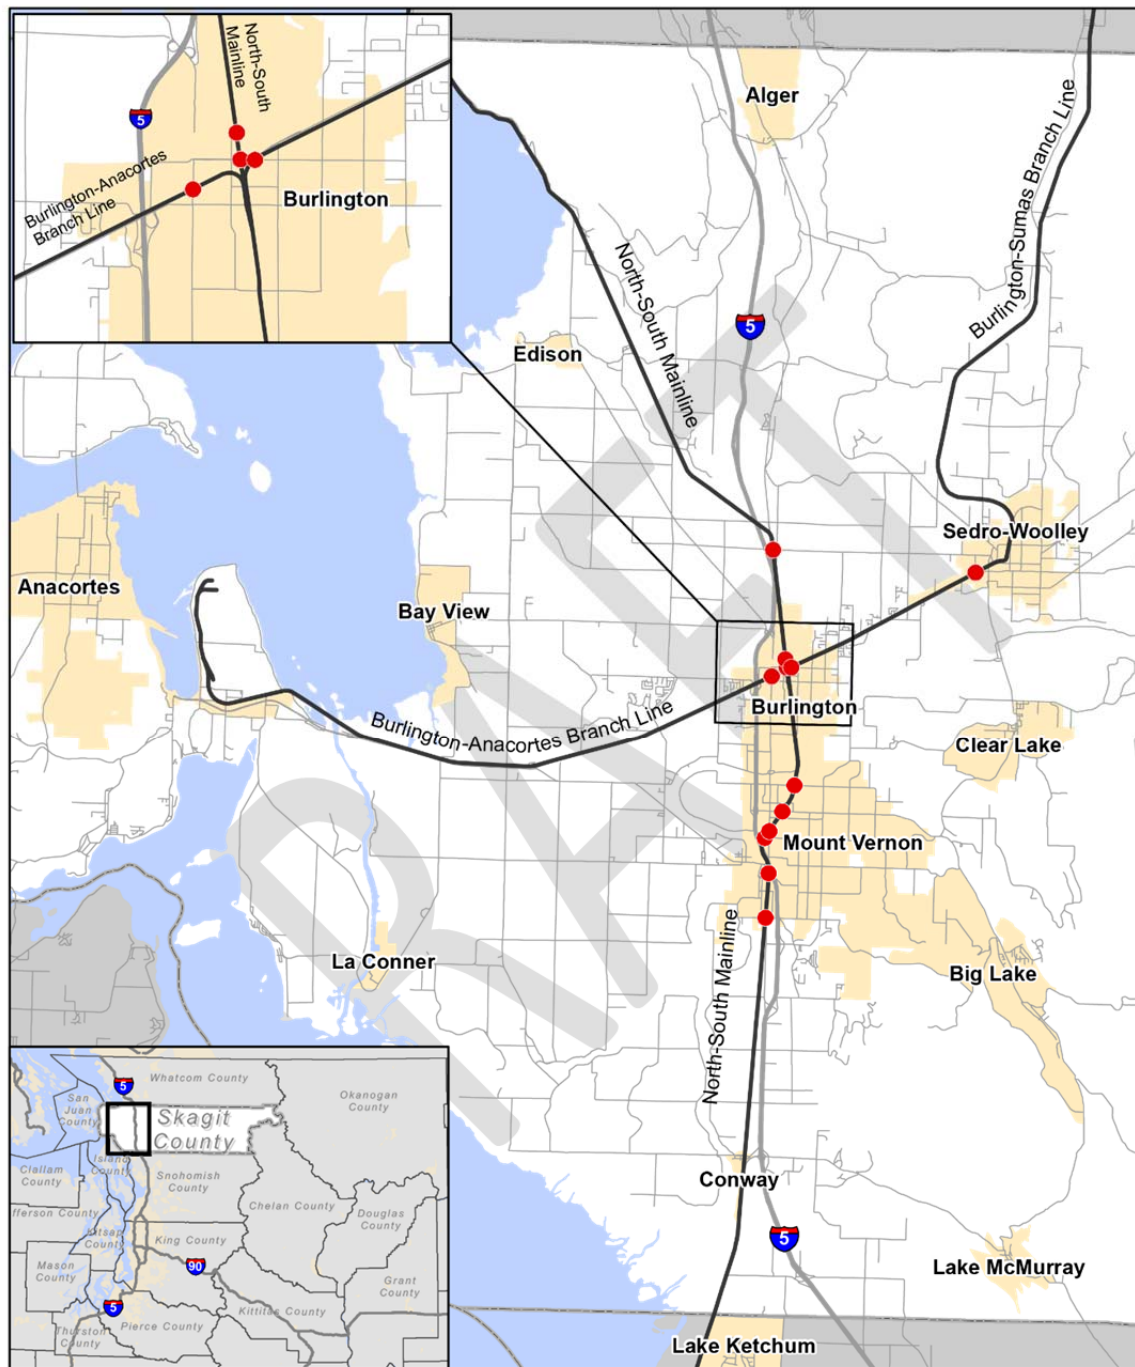 North-South
Mainline
5
Burlington-Anacortes
Branch Line
Burlington
Alger
Burlington-Sumas Branch Line
North-South Mainline
5
Edison
Sedro-Woolley
Anacortes
Bay View
Burlington-Anacortes Branch Line
Burlington
Clear Lake
Mount Vernon
La Conner
North-South Mainline
Big Lake
DRAFT
Conway
5
Lake McMurray
Lake Ketchum
Whatcom County
5
San
Juan
County
Okanogan
County
Skagit
County
Island
County
Clallam
County
Snohomish
County
Chelan County
Douglas
County
fferson County
Kitsap
County
King County
90
Mason
County
Grant
County
5
Kittitas County
Thurston
County
Pierce County